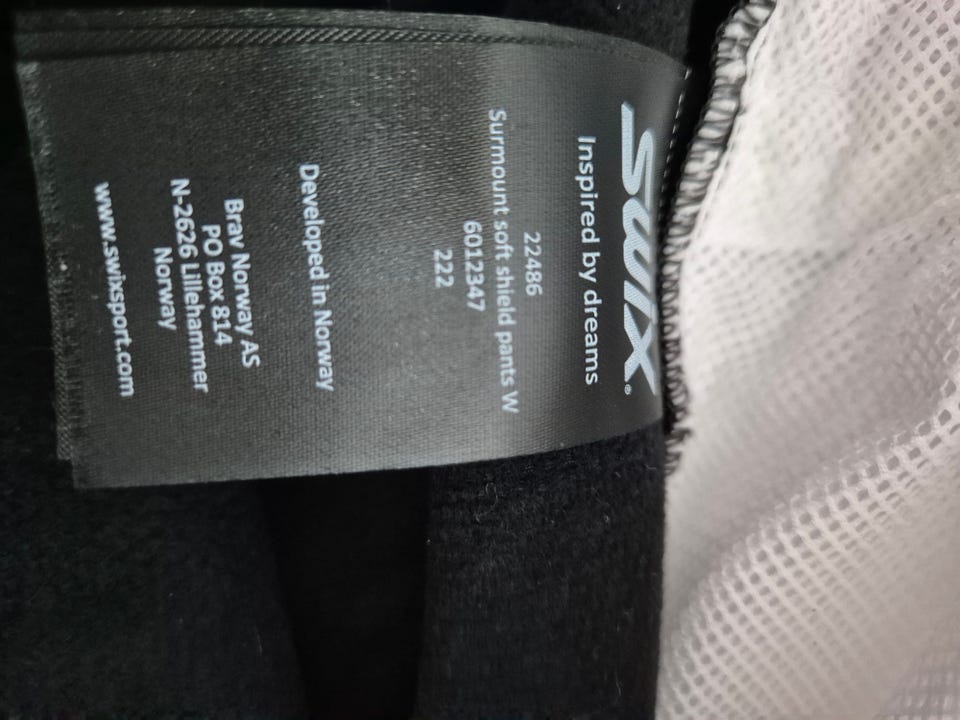 SWIX®
Inspired by dreams
22486
Surmount soft shield pants W
6012347
222
Developed in Norway
Brav Norway AS
PO Box 814
N-2626 Lillehammer
Norway
www.swixsport.com